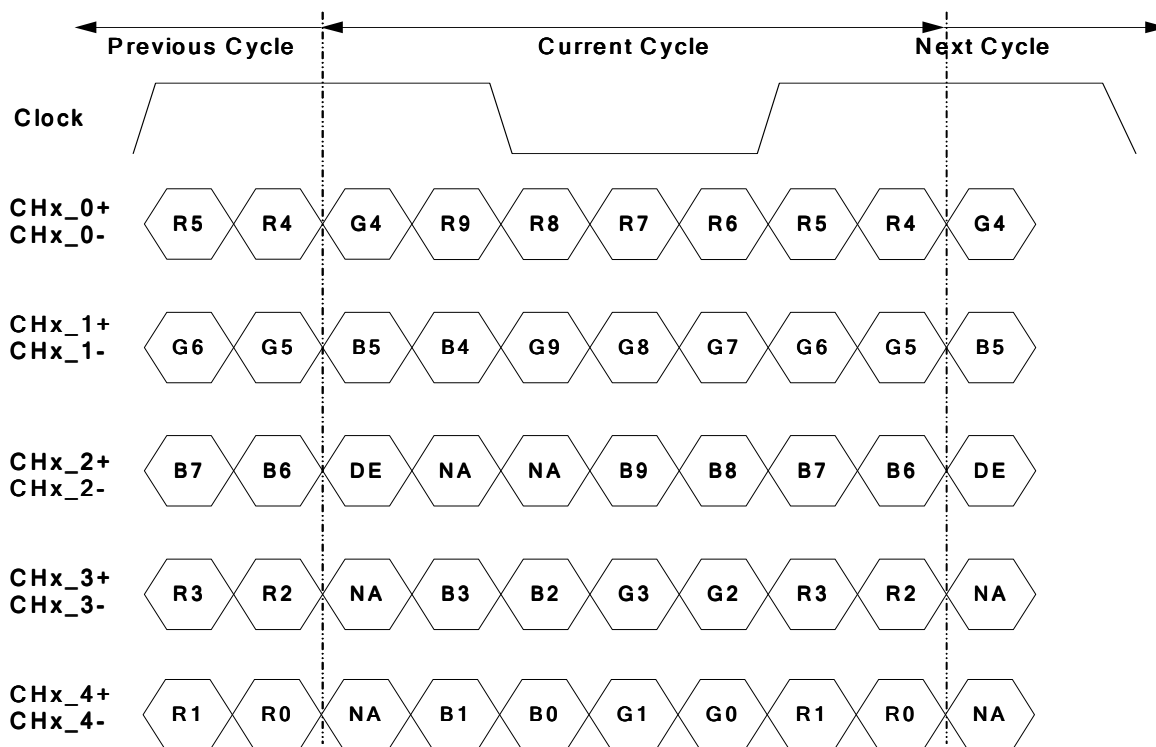 Previous Cycle Current Cycle Next Cycle
Clock
CHx_0+
CHx_0-
R5 R4 G4 R9 R8 R7 R6 R5 R4 G4
CHx_1+
CHx_1-
G6 G5 B5 B4 G9 G8 G7 G6 G5 B5
CHx_2+
CHx_2-
B7 B6 DE NA NA B9 B8 B7 B6 DE
CHx_3+
CHx_3-
R3 R2 NA B3 B2 G3 G2 R3 R2 NA
CHx_4+
CHx_4-
R1 R0 NA B1 B0 G1 G0 R1 R0 NA